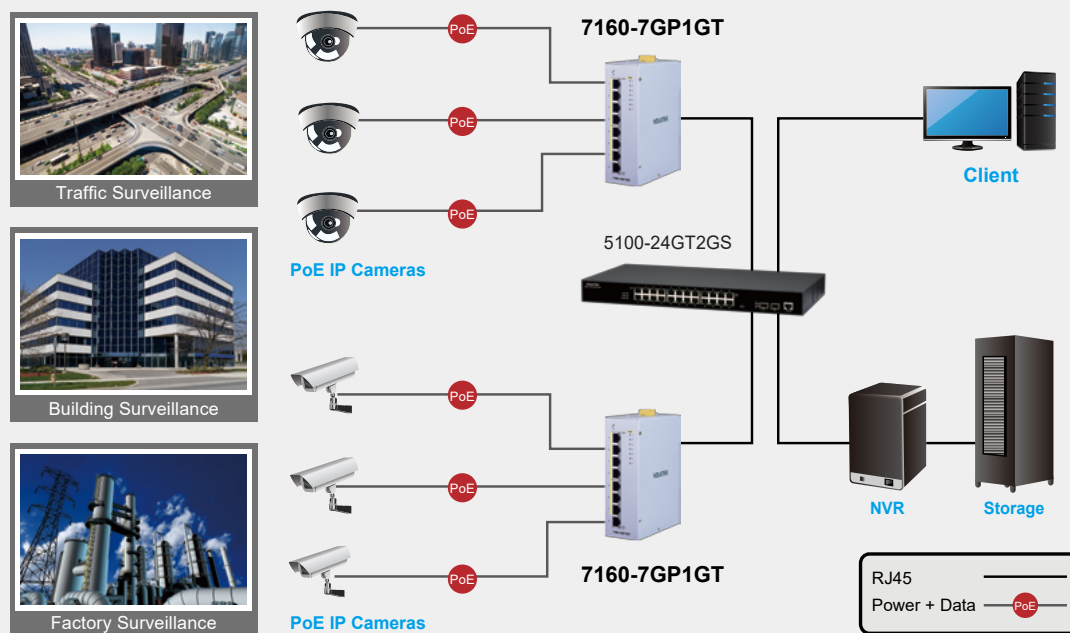 Traffic Surveillance
Building Surveillance
Factory Surveillance
PoE
7160-7GP1GT
PoE
PoE
PoE IP Cameras
Client
5100-24GT2GS
PoE
PoE
PoE
PoE IP Cameras
7160-7GP1GT
NVR
Storage
RJ45
Power + Data
PoE